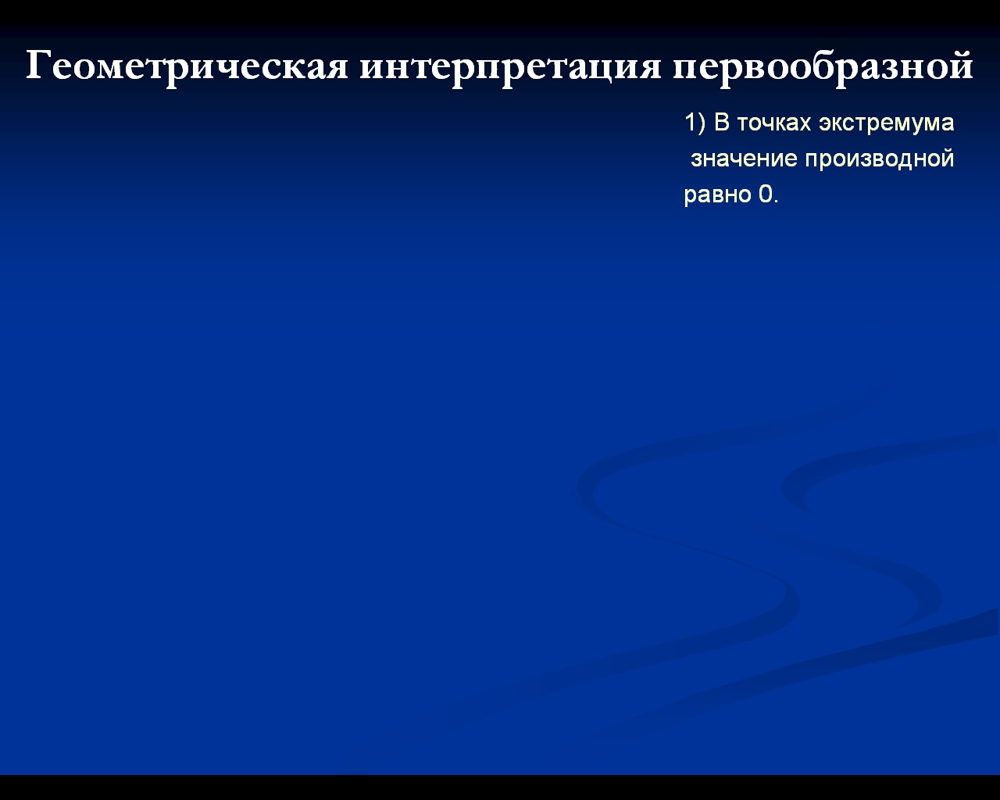 Геометрическая интерпретация первообразной
1) В точках экстремума
значение производной
равно 0.